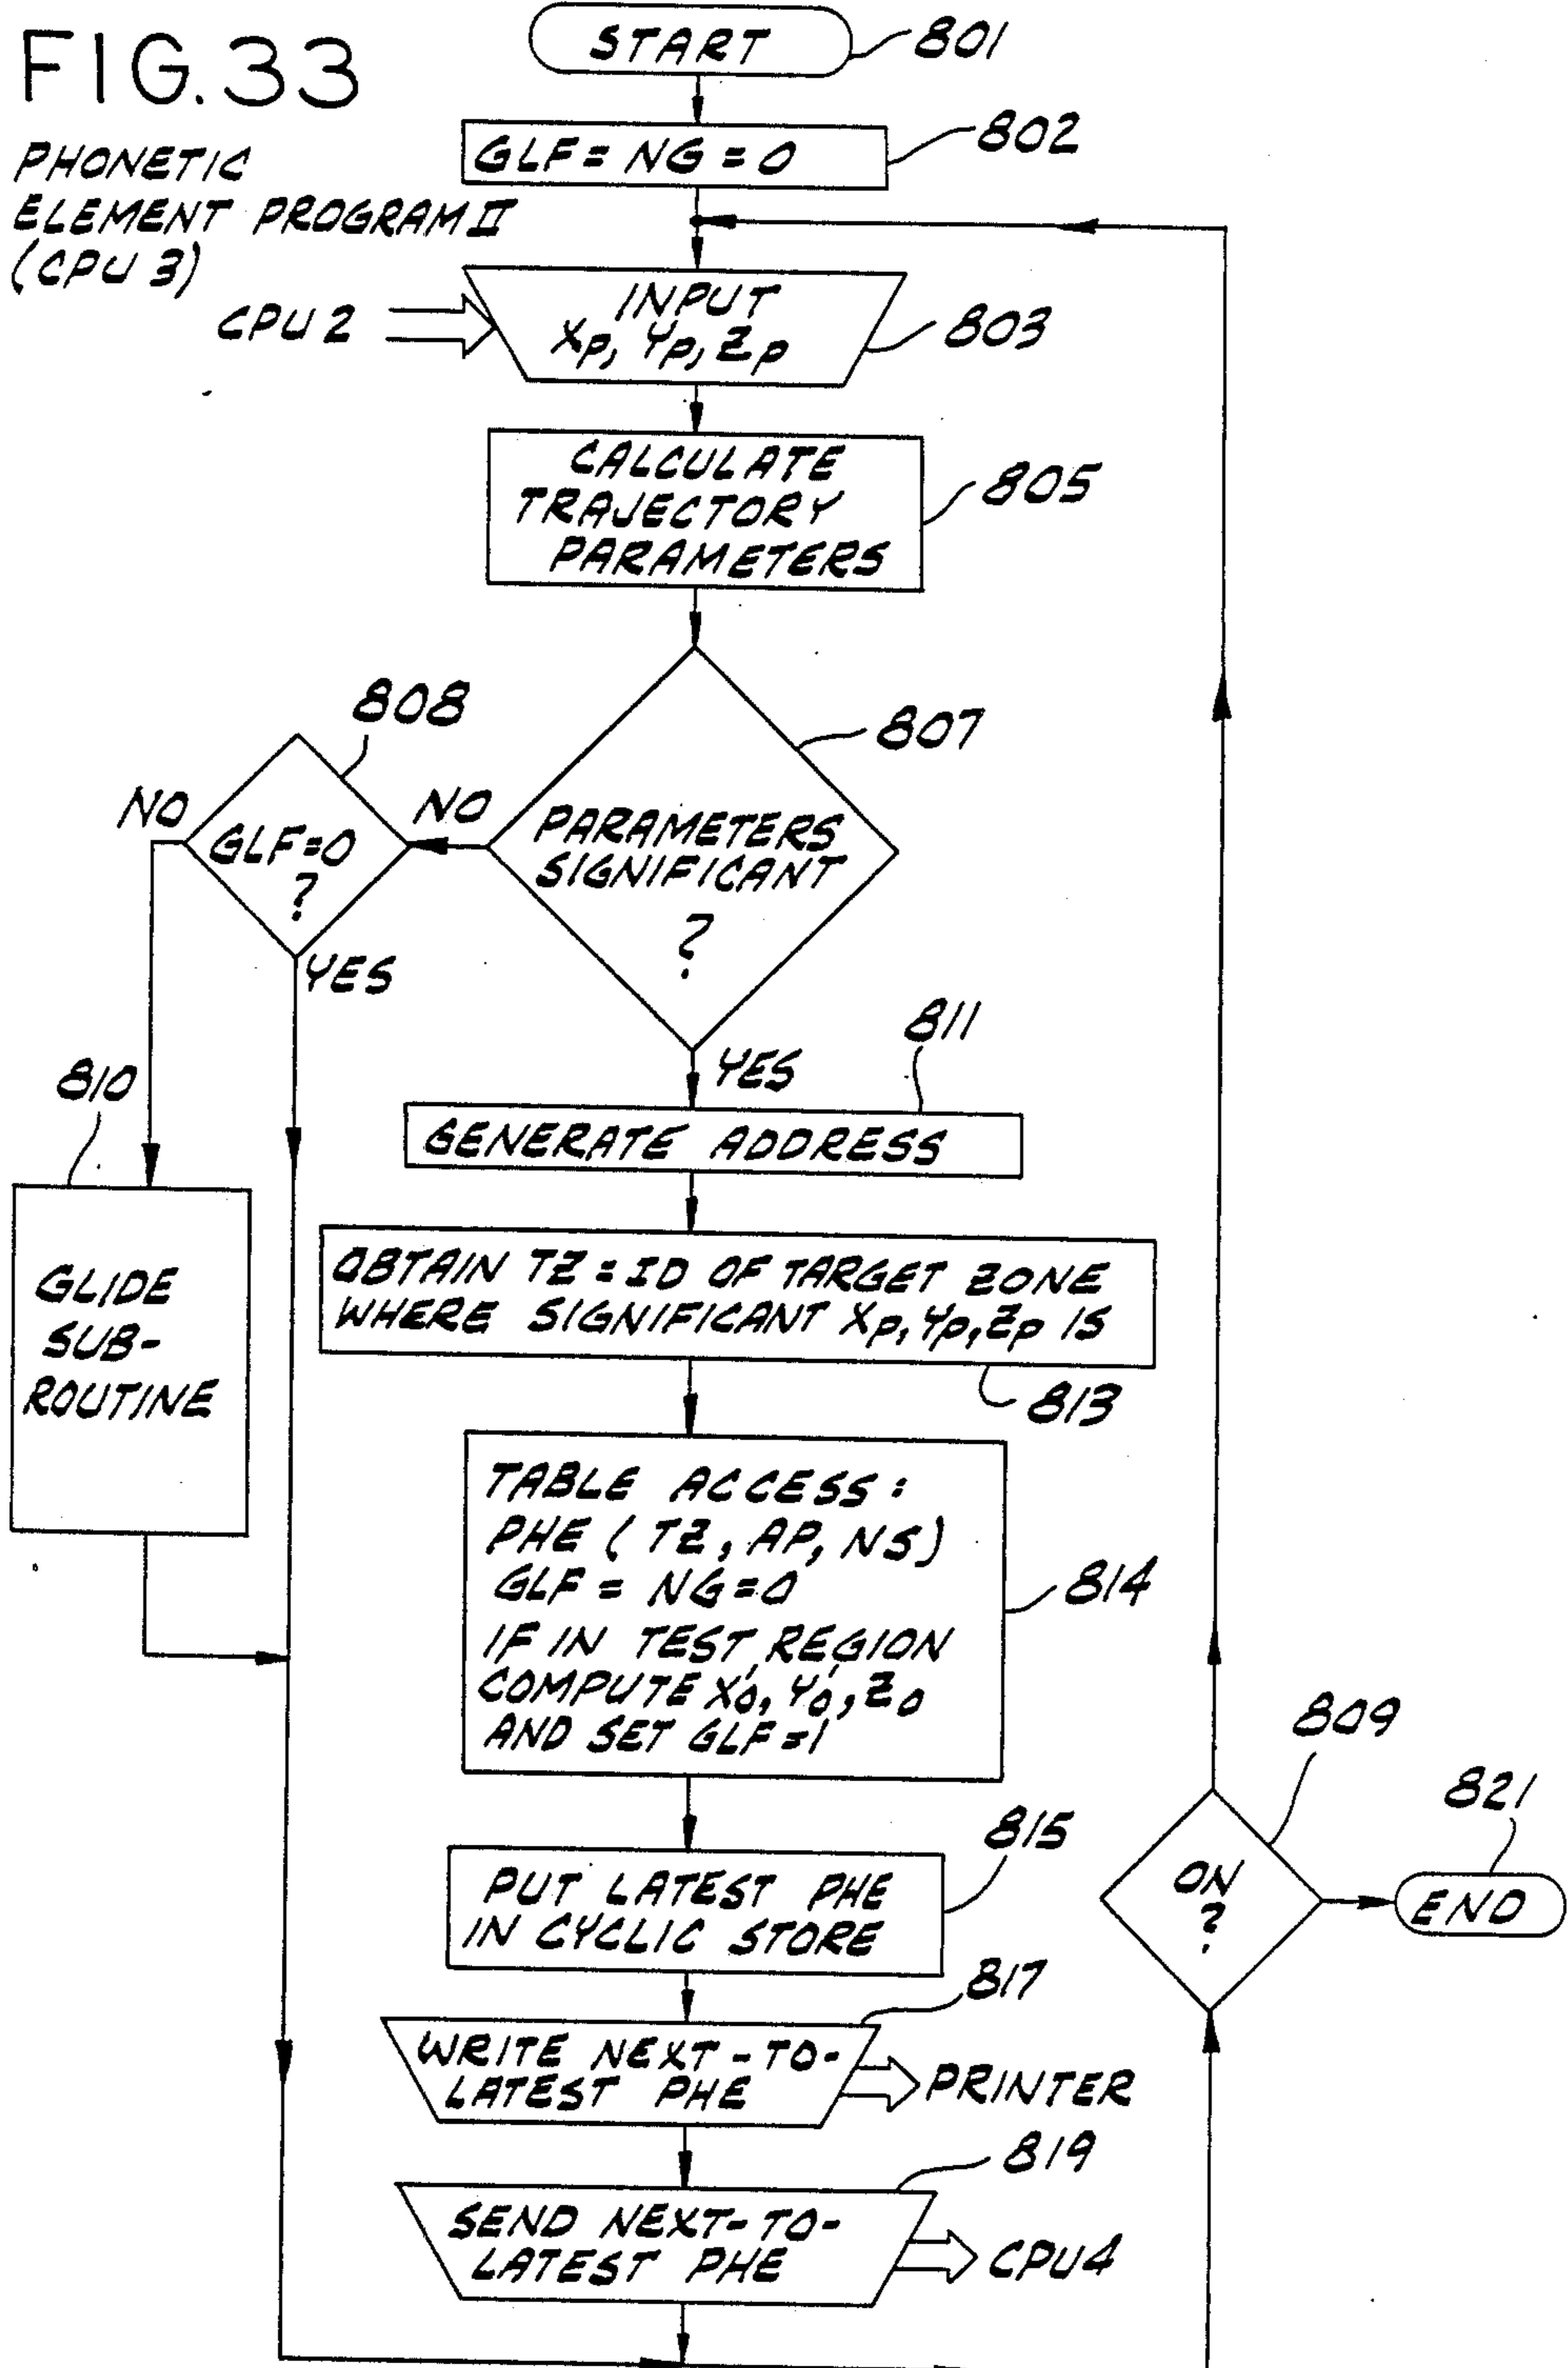 FIG.33
PHONETIC
ELEMENT PROGRAM II
(CPU 3)
START
801
GLF = NG = 0
802
CPU 2
INPUT
XP, YP, ZP
803
CALCULATE
TRAJECTORY
PARAMETERS
805
PARAMETERS
SIGNIFICANT
?
807
NO
YES
GLF=0
?
808
NO
YES
810
GLIDE
SUB-
ROUTINE
GENERATE ADDRESS
811
OBTAIN TZ = ID OF TARGET ZONE
WHERE SIGNIFICANT XP, YP, ZP IS
813
TABLE ACCESS:
PHE (TZ, AP, NS)
GLF = NG = 0
IF IN TEST REGION
COMPUTE X'0, Y'0, Z0
AND SET GLF = 1
814
PUT LATEST PHE
IN CYCLIC STORE
815
WRITE NEXT-TO-
LATEST PHE
817
PRINTER
SEND NEXT-TO-
LATEST PHE
819
CPU4
ON
?
809
END
821